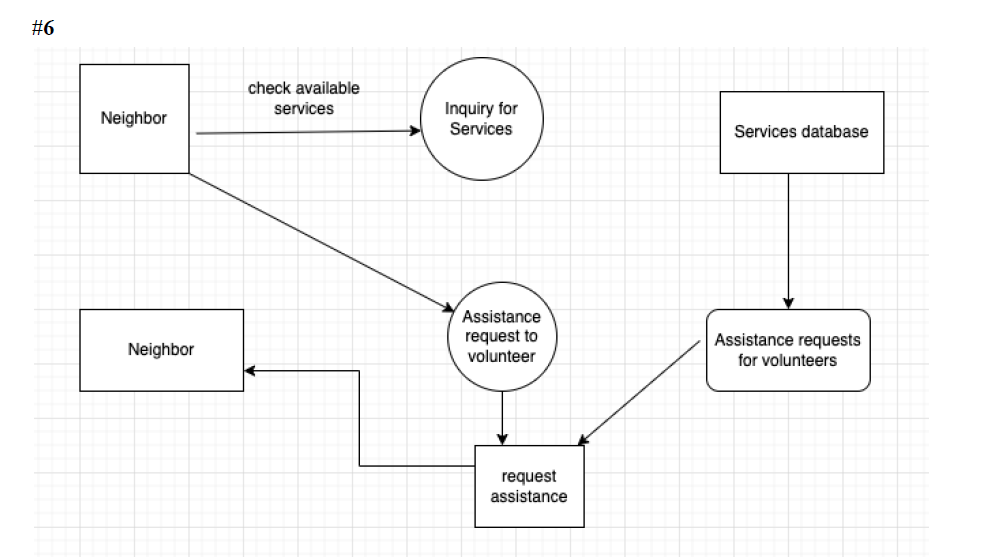 #6
Neighbor
check available
services
Inquiry for
Services
Services database
Assistance
request to
volunteer
Neighbor
Assistance requests
for volunteers
request
assistance